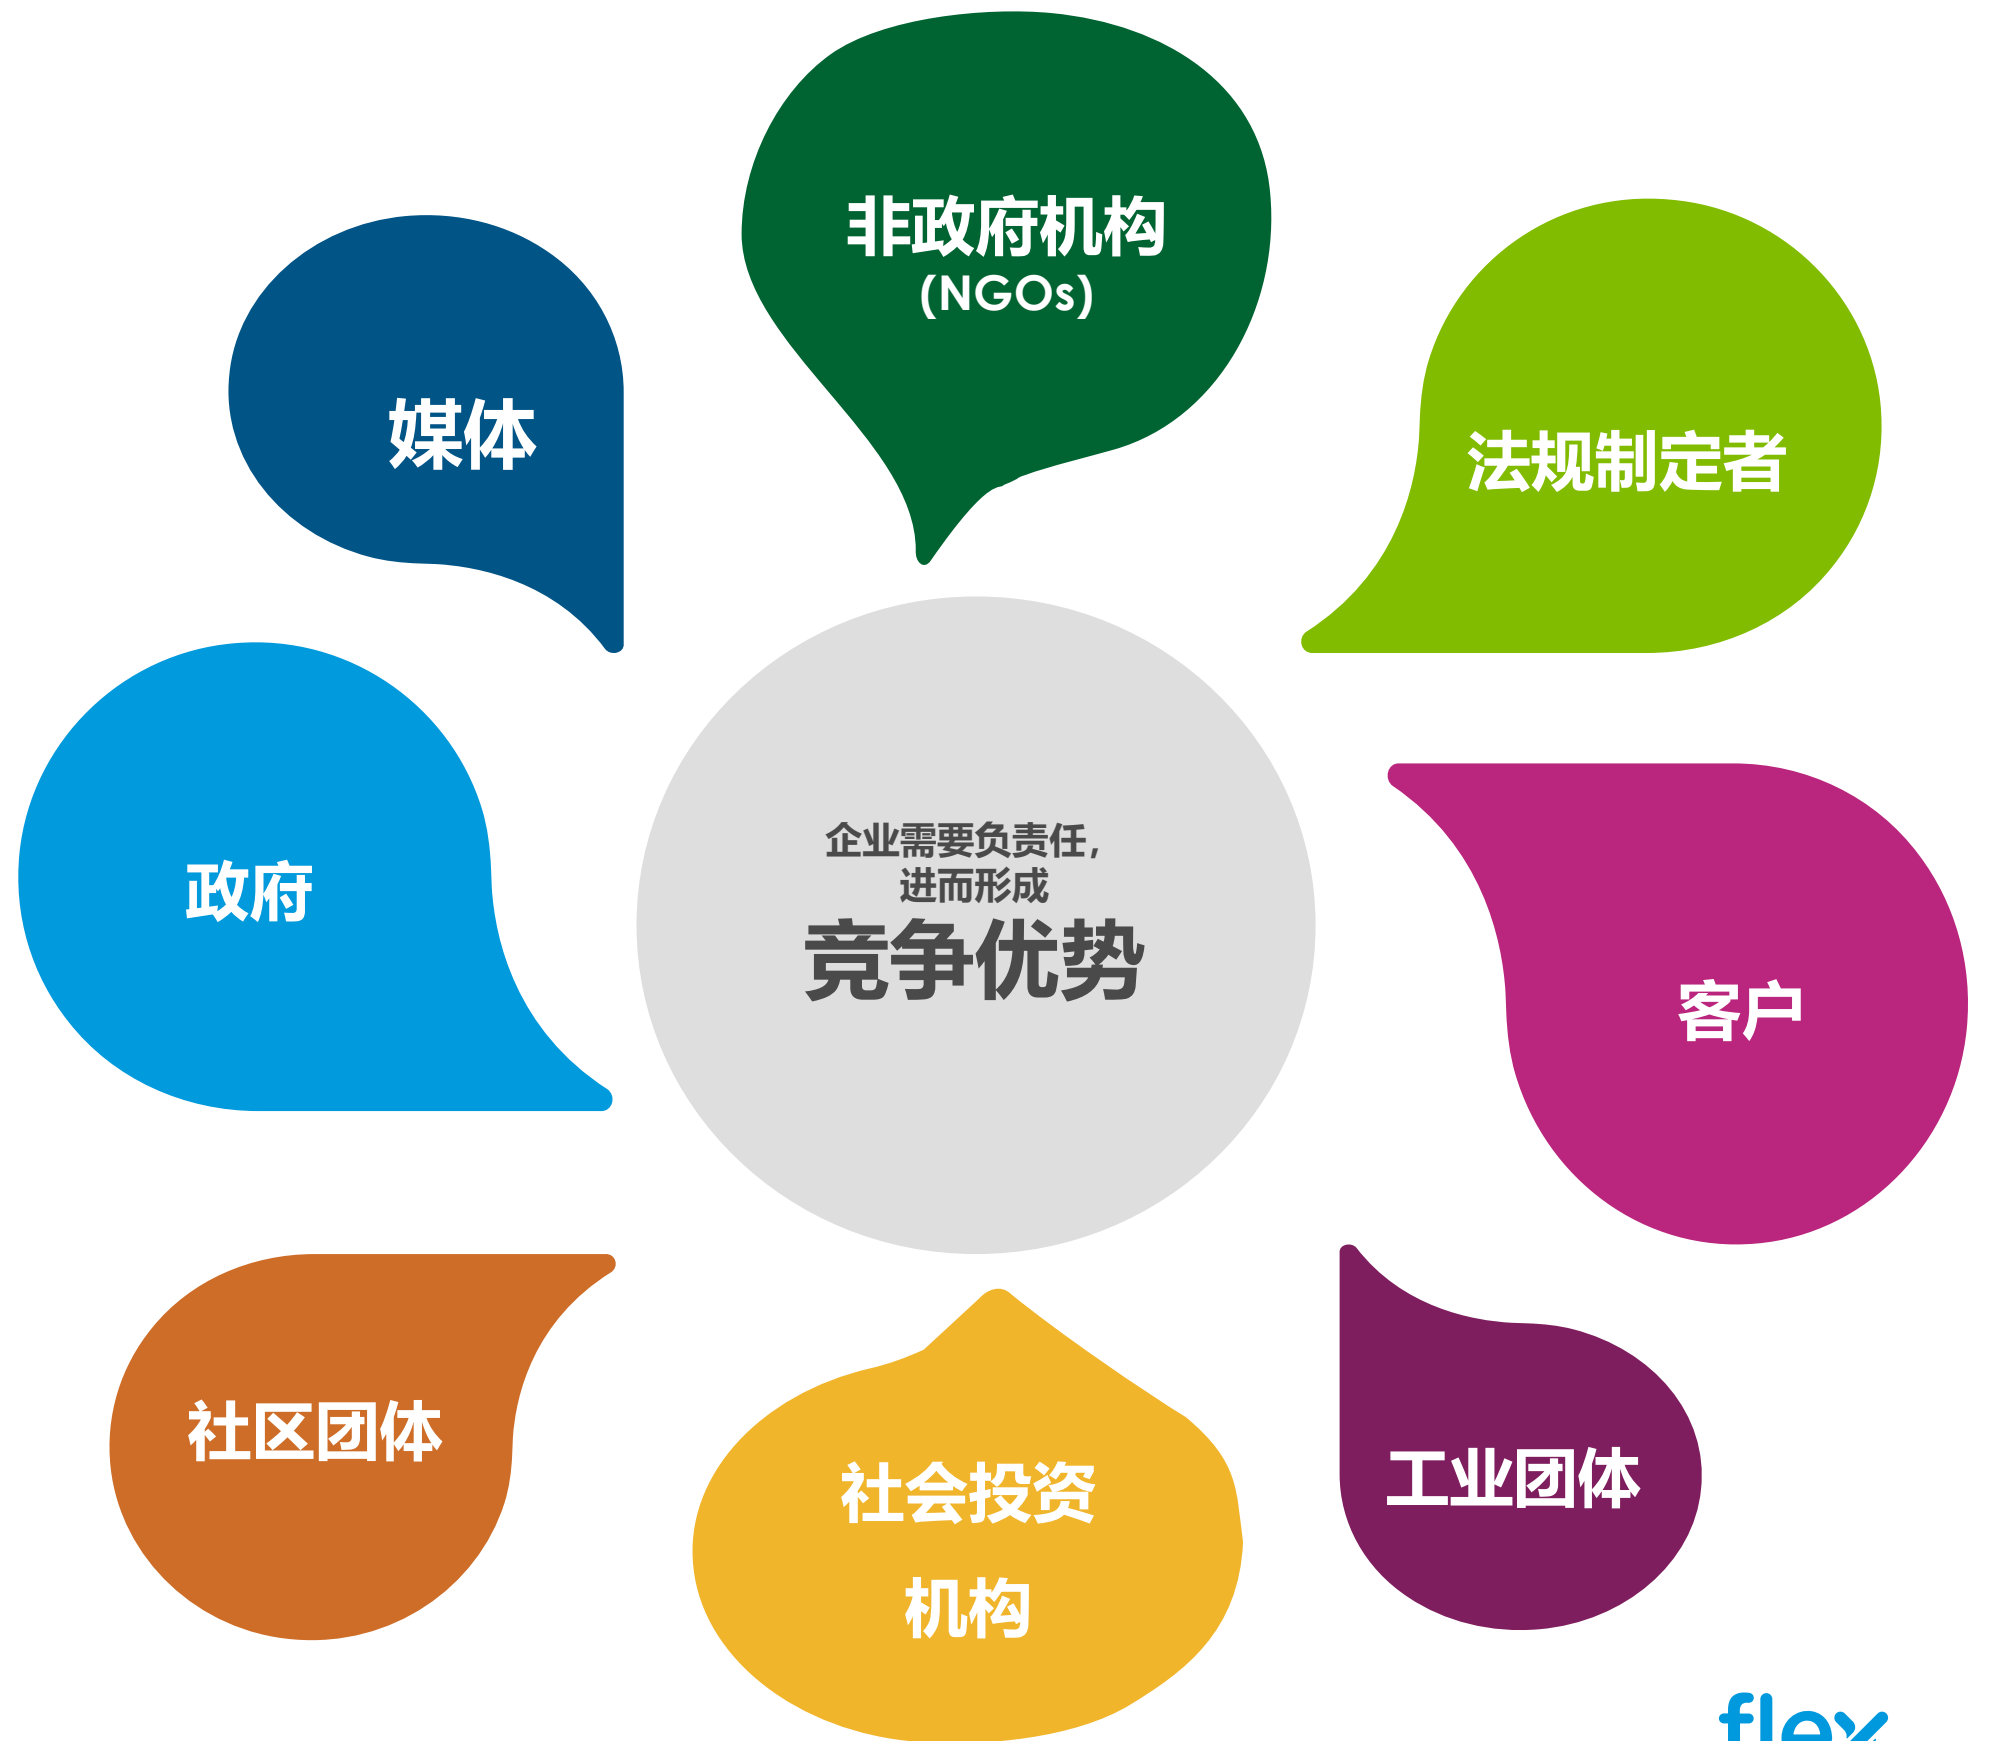 非政府机构
(NGOs)
媒体
法规制定者
企业需要负责任,
进而形成
竞争优势
政府
客户
社区团体
社会投资
机构
工业团体
flex